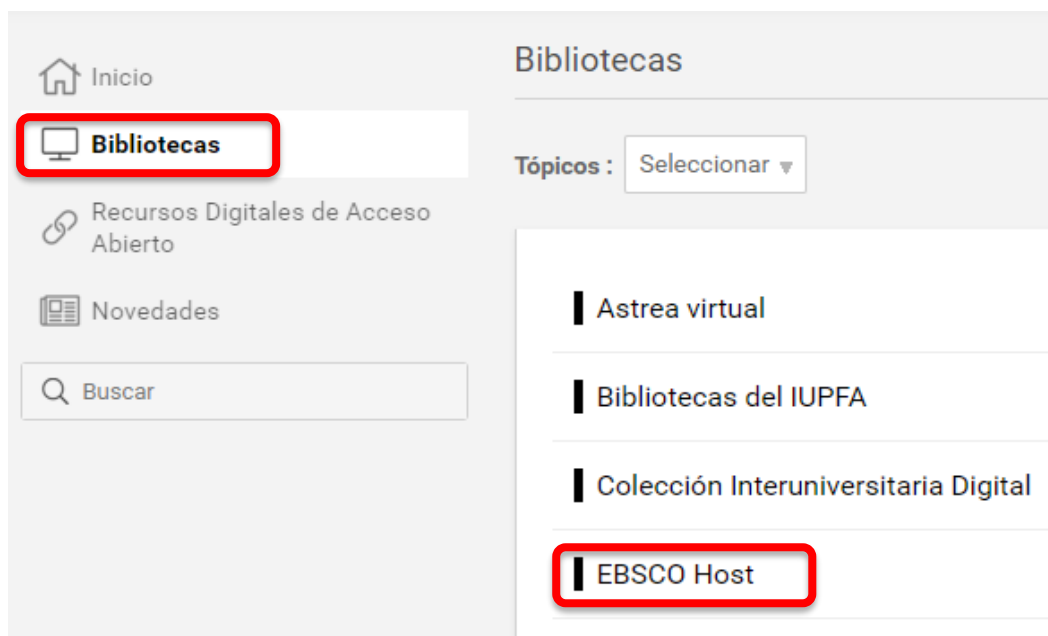 Inicio
Bibliotecas
Recursos Digitales de Acceso
Abierto
Novedades
Buscar
Bibliotecas
Tópicos : Seleccionar
Astrea virtual
Bibliotecas del IUPFA
Colección Interuniversitaria Digital
EBSCO Host